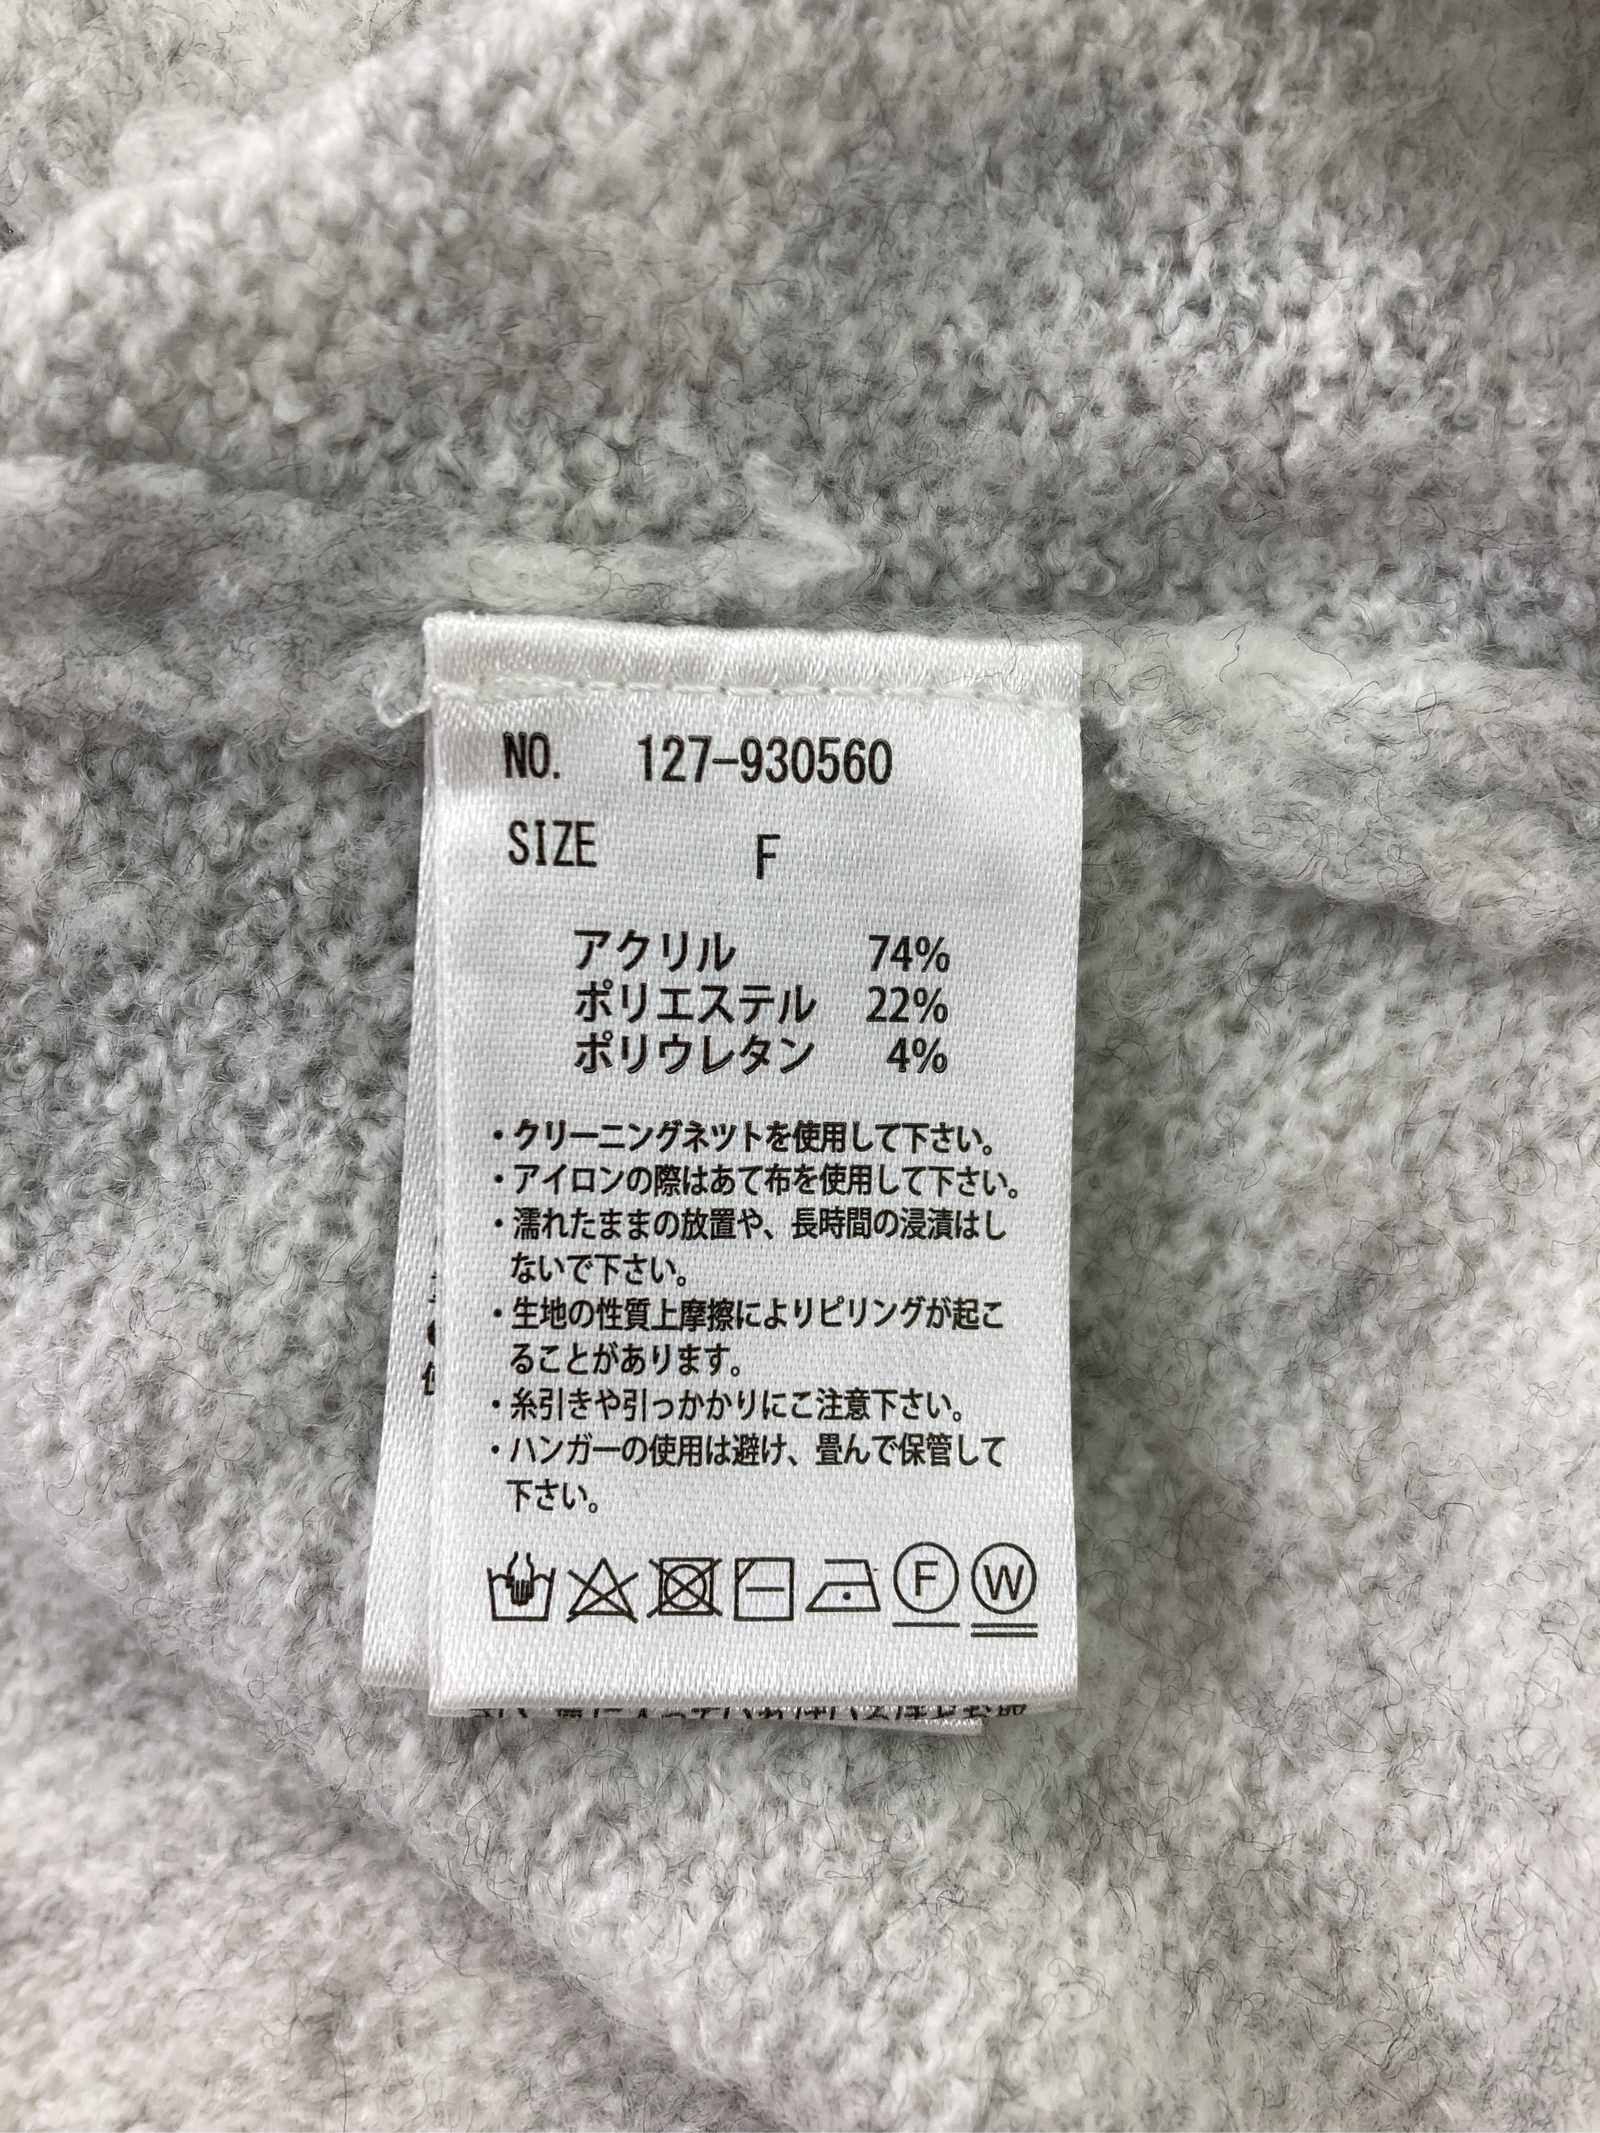 NO. 127-930560
SIZE F
アクリル 74%
ポリエステル 22%
ポリウレタン 4%
・クリーニングネツトを使用して下さい。
・アイロンの際はあて布を使用して下さい。
・濡れたままの放置や、長時間の浸漬はし
ないで下さい。
・生地の性質上摩擦によりピリングが起こ
ることがあります。
・糸引きや引っかかりにご注意下さい。
・ハンガーの使用は避け、畳んで保管して
下さい。
F W